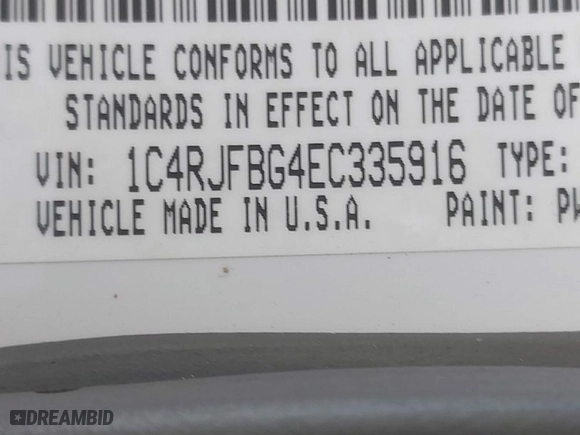 IS VEHICLE CONFORMS TO ALL APPLICABLE
STANDARDS IN EFFECT ON THE DATE OF
VIN: 1C4RJFBG4EC335916 TYPE:
VEHICLE MADE IN U.S.A. PAINT: PW
DREAMBID